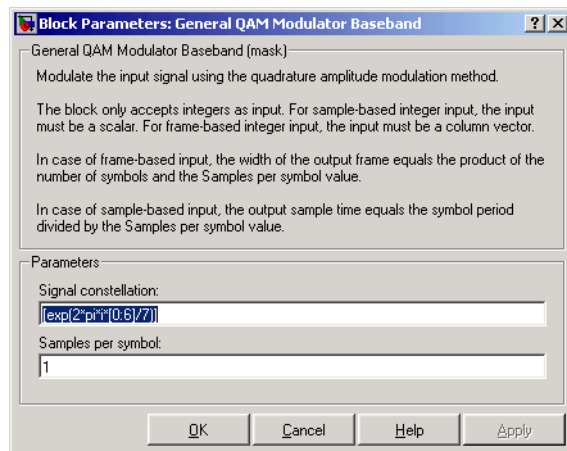 Block Parameters: General QAM Modulator Baseband
General QAM Modulator Baseband (mask)
Modulate the input signal using the quadrature amplitude modulation method.
The block only accepts integers as input. For sample-based integer input, the input
must be a scalar. For frame-based integer input, the input must be a column vector.
In case of frame-based input, the width of the output frame equals the product of the
number of symbols and the Samples per symbol value.
In case of sample-based input, the output sample time equals the symbol period
divided by the Samples per symbol value.
Parameters
Signal constellation:
[exp(2*pi*i*[0:6]/7)]
Samples per symbol:
1
OK Cancel Help Apply